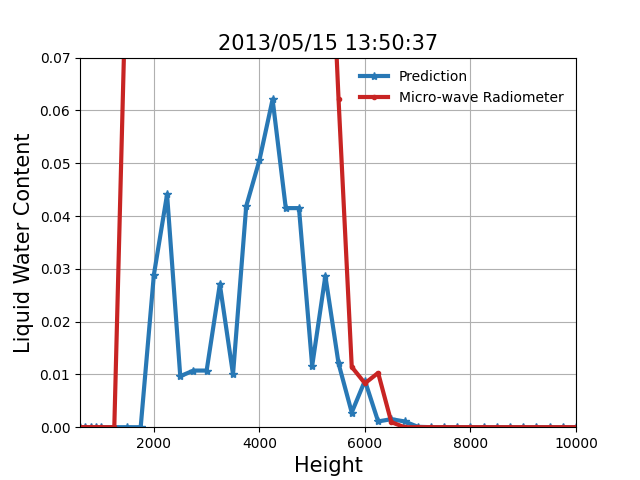 2013/05/15 13:50:37
0.07
0.06
0.05
0.04
0.03
0.02
0.01
0.00
Liquid Water Content
Prediction
Micro-wave Radiometer
2000 4000 6000 8000 10000
Height